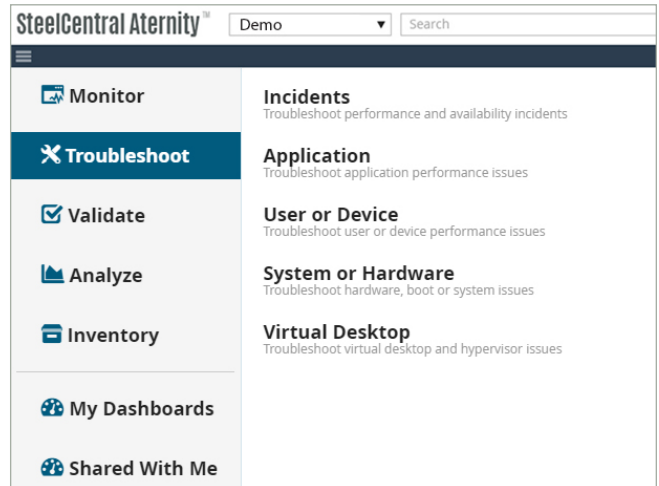 SteelCentral Aternity™ Demo Search
Monitor
Troubleshoot
Validate
Analyze
Inventory
My Dashboards
Shared With Me
Incidents
Troubleshoot performance and availability incidents
Application
Troubleshoot application performance issues
User or Device
Troubleshoot user or device performance issues
System or Hardware
Troubleshoot hardware, boot or system issues
Virtual Desktop
Troubleshoot virtual desktop and hypervisor issues